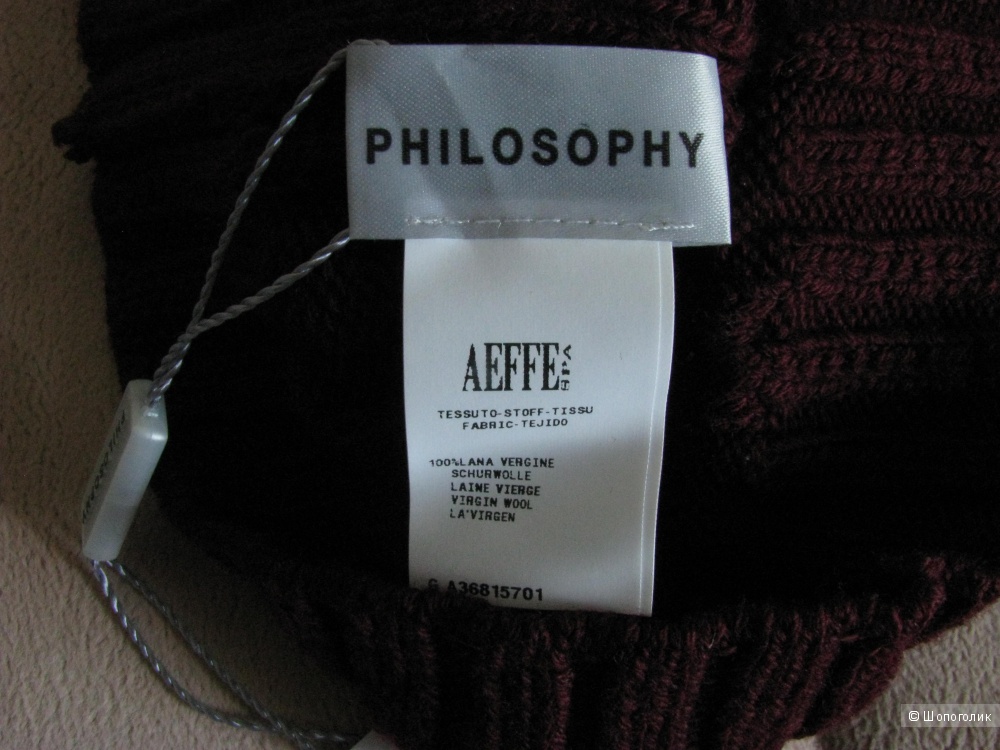 PHILOSOPHY
AEFFE SPA
TESSUTO-STOFF-TISSU
FABRIC-TEJIDO
100%LANA VERGINE
SCHURWOLLE
LAINE VIERGE
VIRGIN WOOL
LA'VIRGEN
G A36815701
© Шопоголик